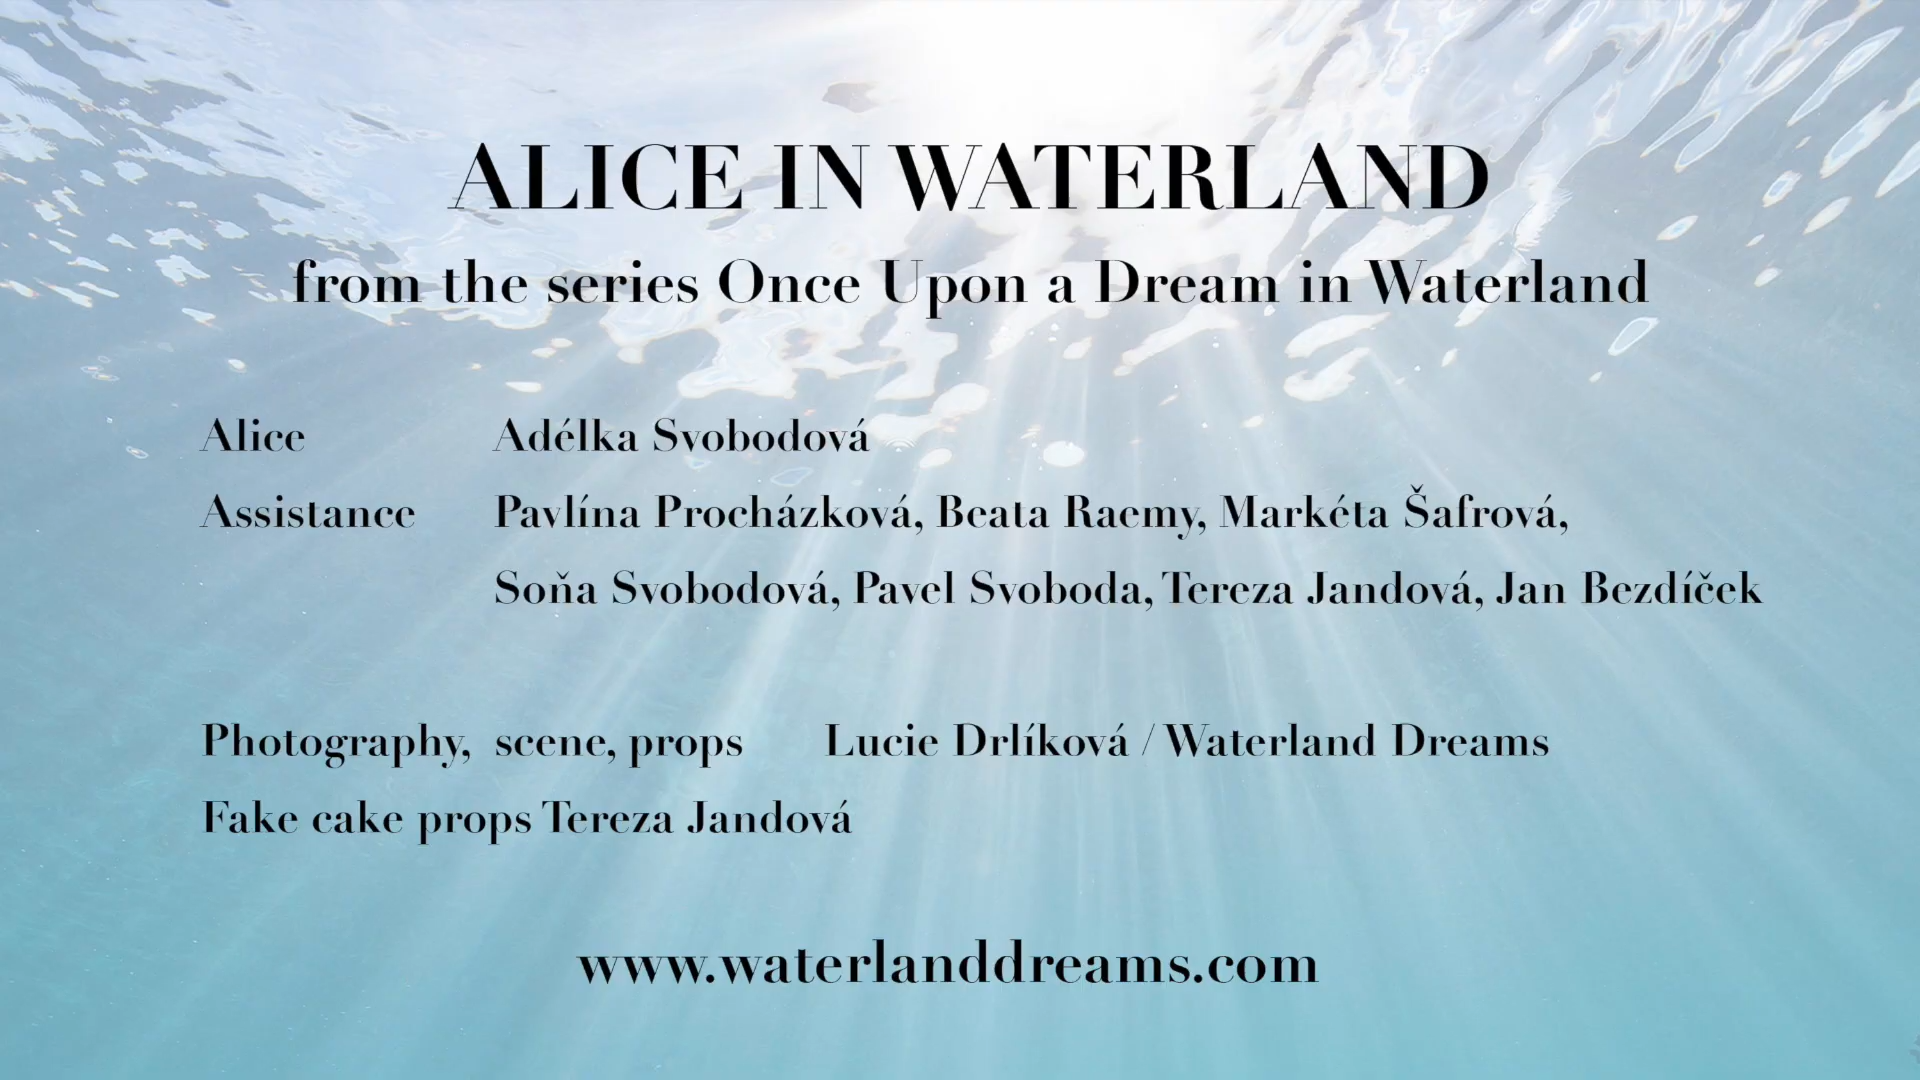 ALICE IN WATERLAND
from the series Once Upon a Dream in Waterland
Alice Adélka Svobodová
Assistance Pavlína Procházková, Beata Raemy, Markéta Šafrová,
Soňa Svobodová, Pavel Svoboda, Tereza Jandová, Jan Bezdíček
Photography, scene, props Lucie Drlíková / Waterland Dreams
Fake cake props Tereza Jandová
www.waterlanddreams.com